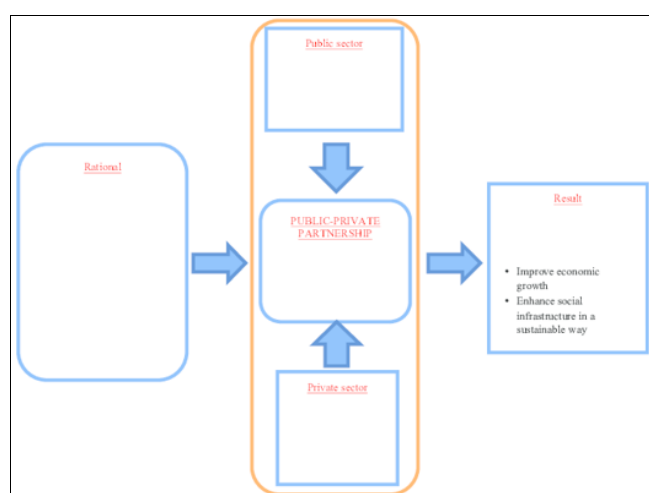 Public sector
Rational
PUBLIC-PRIVATE
PARTNERSHIP
Result
• Improve economic
growth
• Enhance social
infrastructure in a
sustainable way
Private sector